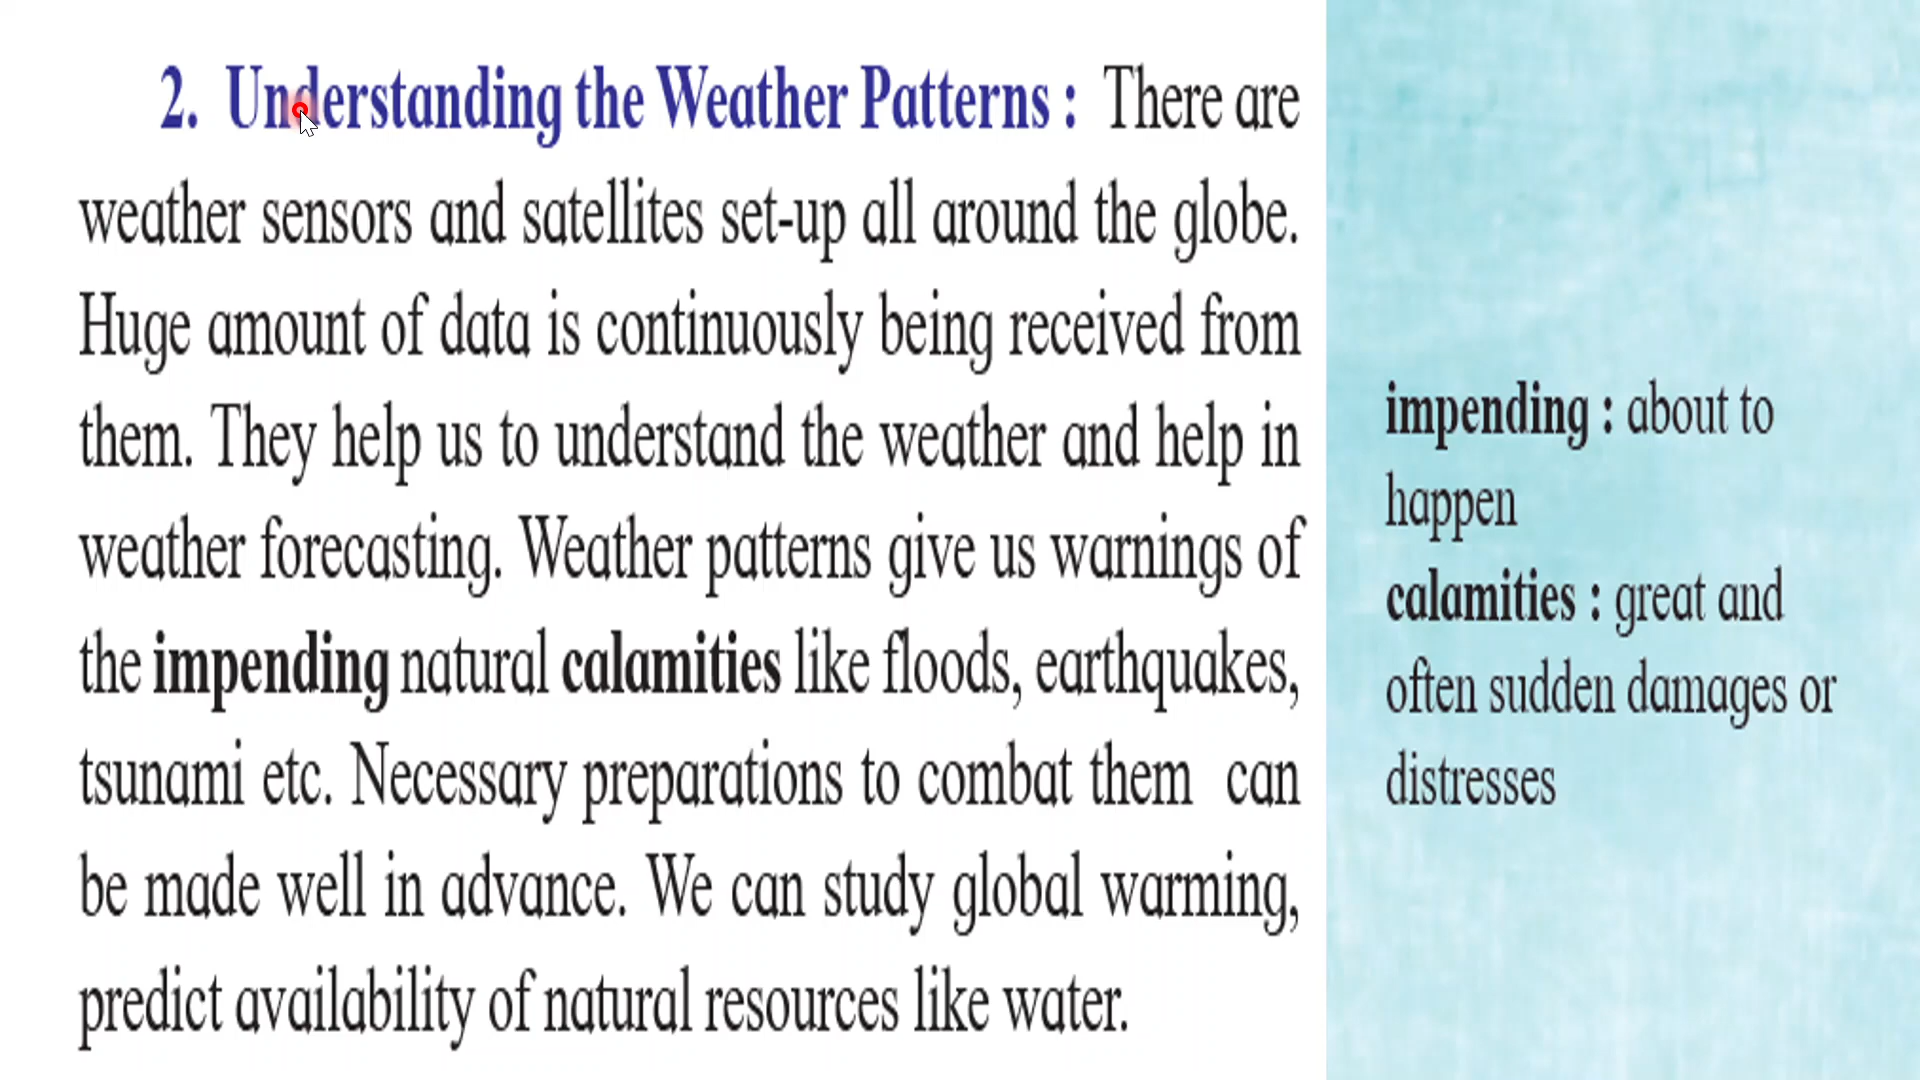 2. Understanding the Weather Patterns : There are
weather sensors and satellites set-up all around the globe.
Huge amount of data is continuously being received from
them. They help us to understand the weather and help in
weather forecasting. Weather patterns give us warnings of
the impending natural calamities like floods, earthquakes,
tsunami etc. Necessary preparations to combat them can
be made well in advance. We can study global warming,
predict availability of natural resources like water.
impending : about to
happen
calamities : great and
often sudden damages or
distresses